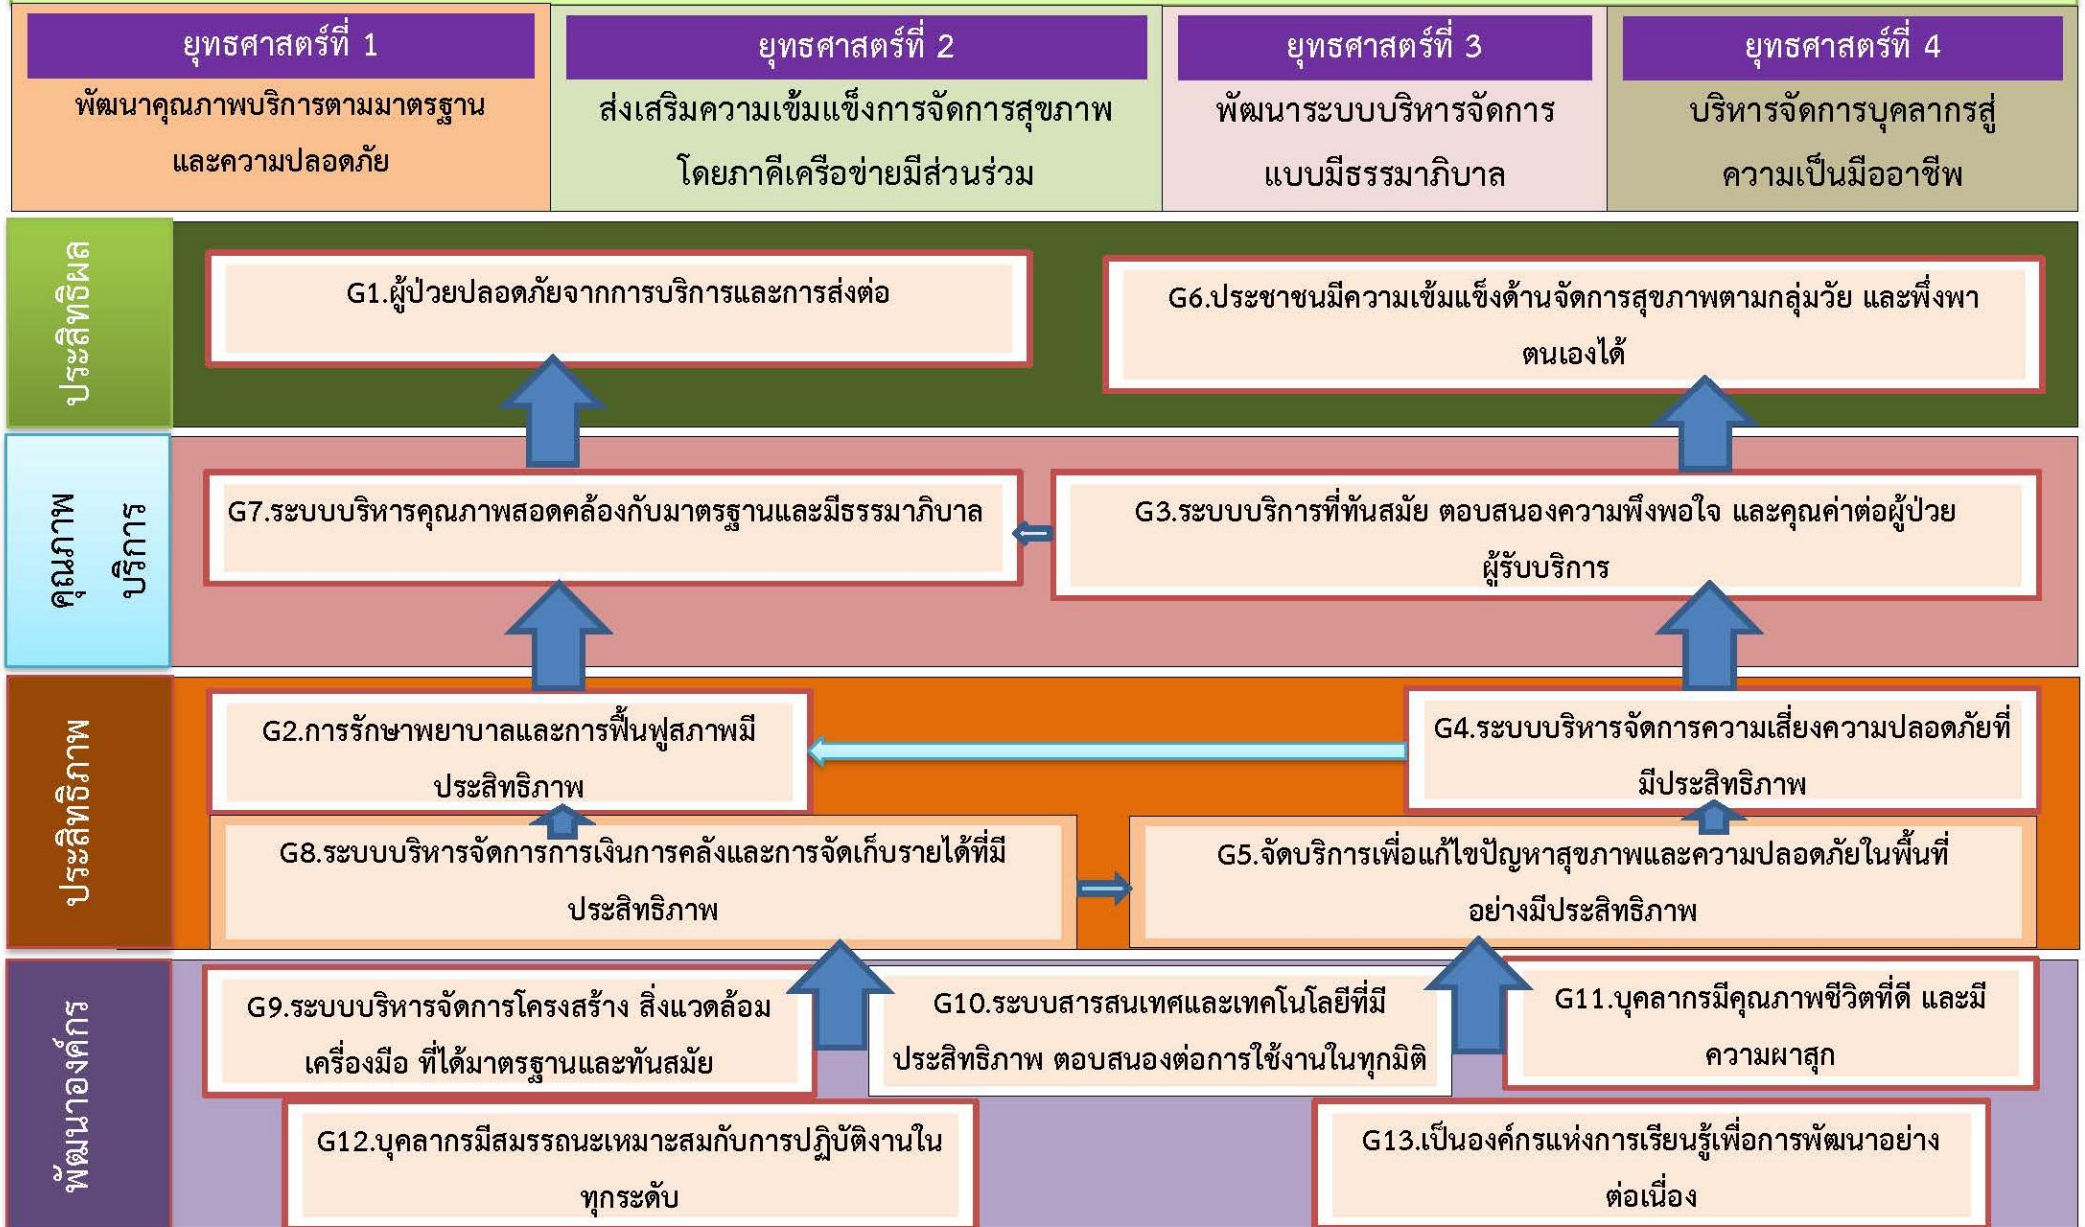 ยุทธศาสตร์ที่ 1
พัฒนาคุณภาพบริการตามมาตรฐาน
และความปลอดภัย
ยุทธศาสตร์ที่ 2
ส่งเสริมความเข้มแข็งการจัดการสุขภาพ
โดยภาคีเครือข่ายมีส่วนร่วม
ยุทธศาสตร์ที่ 3
พัฒนาระบบบริหารจัดการ
แบบมีธรรมาภิบาล
ยุทธศาสตร์ที่ 4
บริหารจัดการบุคลากรสู่
ความเป็นมืออาชีพ
ประสิทธิผล
G1.ผู้ป่วยปลอดภัยจากการบริการและการส่งต่อ
G6.ประชาชนมีความเข้มแข็งด้านจัดการสุขภาพตามกลุ่มวัย และพึ่งพา
ตนเองได้
คุณภาพ
บริการ
G7.ระบบบริหารคุณภาพสอดคล้องกับมาตรฐานและมีธรรมาภิบาล
G3.ระบบบริการที่ทันสมัย ตอบสนองความพึงพอใจ และคุณค่าต่อผู้ป่วย
ผู้รับบริการ
ประสิทธิภาพ
G2.การรักษาพยาบาลและการฟื้นฟูสภาพมี
ประสิทธิภาพ
G4.ระบบบริหารจัดการความเสี่ยงความปลอดภัยที่
มีประสิทธิภาพ
G8.ระบบบริหารจัดการการเงินการคลังและการจัดเก็บรายได้ที่มี
ประสิทธิภาพ
G5.จัดบริการเพื่อแก้ไขปัญหาสุขภาพและความปลอดภัยในพื้นที่
อย่างมีประสิทธิภาพ
พัฒนาองค์กร
G9.ระบบบริหารจัดการโครงสร้าง สิ่งแวดล้อม
เครื่องมือ ที่ได้มาตรฐานและทันสมัย
G10.ระบบสารสนเทศและเทคโนโลยีที่มี
ประสิทธิภาพ ตอบสนองต่อการใช้งานในทุกมิติ
G11.บุคลากรมีคุณภาพชีวิตที่ดี และมี
ความผาสุก
G12.บุคลากรมีสมรรถนะเหมาะสมกับการปฏิบัติงานใน
ทุกระดับ
G13.เป็นองค์กรแห่งการเรียนรู้เพื่อการพัฒนาอย่าง
ต่อเนื่อง